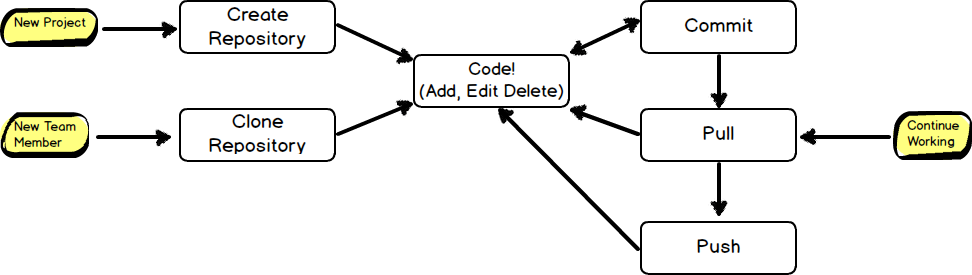 New Project
Create
Repository
Commit
Code!
(Add, Edit Delete)
New Team
Member
Clone
Repository
Pull
Continue
Working
Push